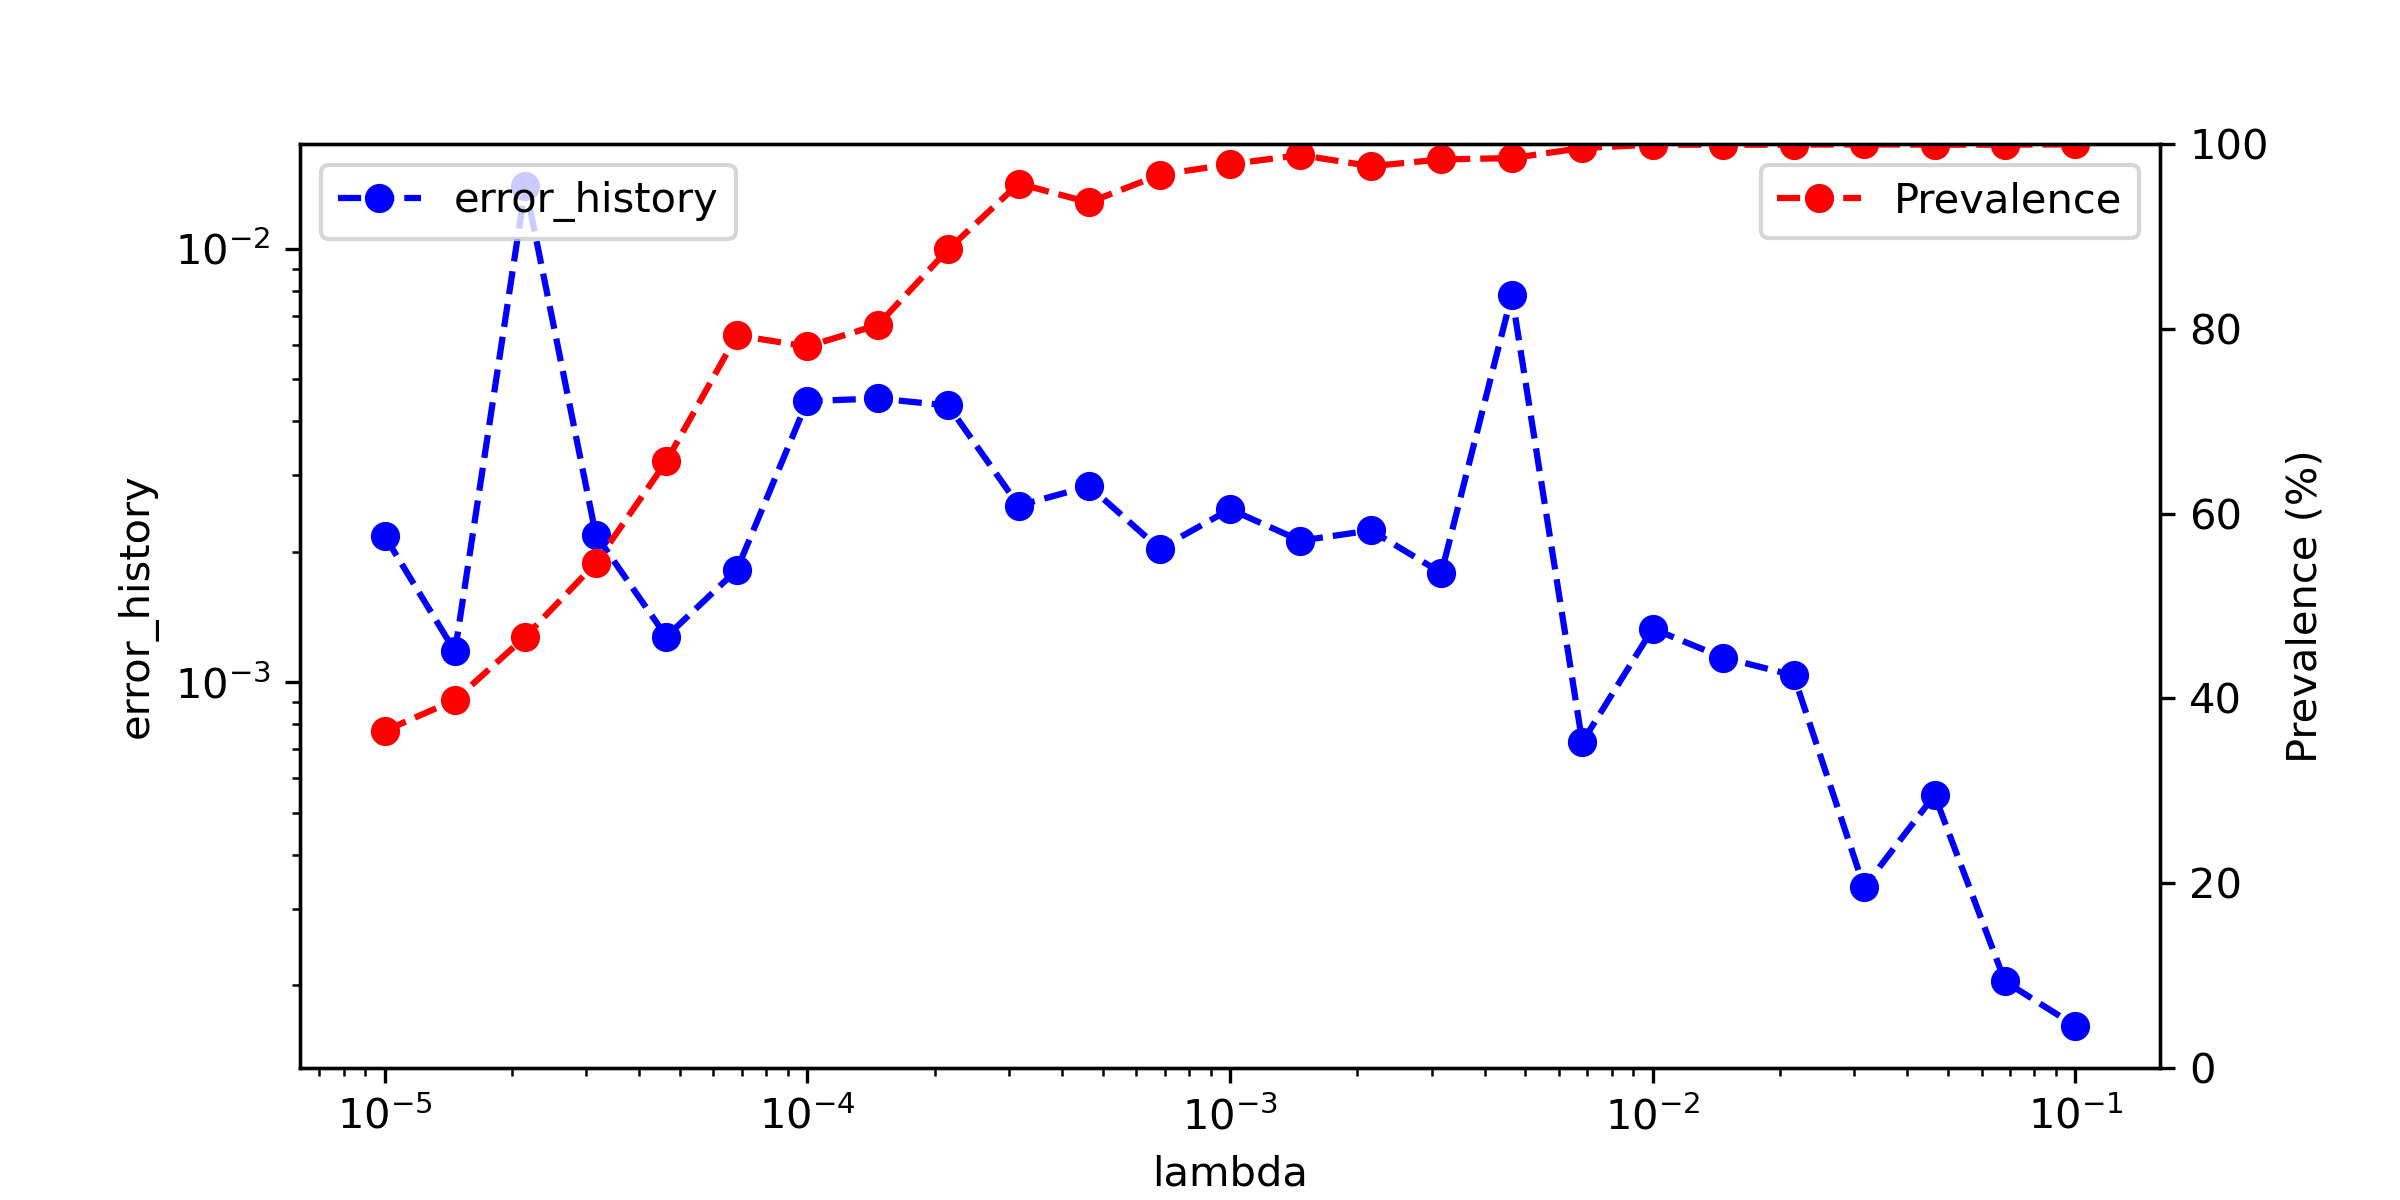 error_history
Prevalence
10⁻²
10⁻³
error_history
100
80
60
40
20
0
Prevalence (%)
10⁻⁵
10⁻⁴
10⁻³
10⁻²
10⁻¹
lambda